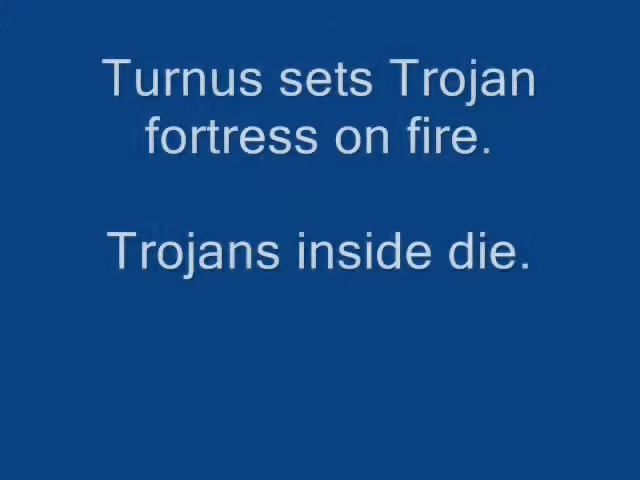 Turnus sets Trojan
fortress on fire.
Trojans inside die.